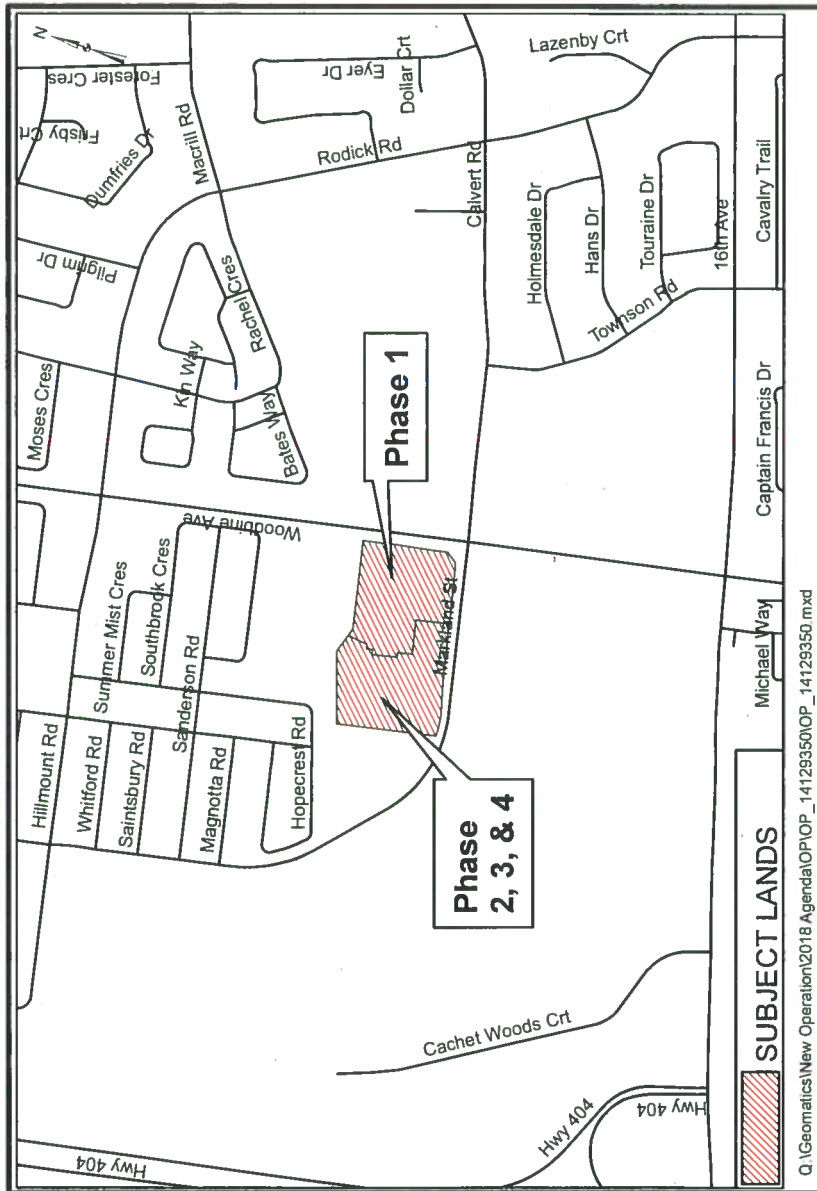 N
Hwy 404
Hillmount Rd
Whitford Rd
Saintsbury Rd
Magnotta Rd
Hopecrest Rd
Summer Mist Cres
Southbrook Cres
Sanderson Rd
Woodbine Ave
Moses Cres
Kin Way
Bates Way
Rachel Cres
Pilgrim Dr
Frisby Crt
Dumfries Dr
Forester Cres
Macrill Rd
Rodick Rd
Eyer Dr
Dollar Crt
Lazenby Crt
Calvert Rd
Phase 1
Phase
2, 3, & 4
Markland St
Holmesdale Dr
Hans Dr
Touraine Dr
Townson Rd
16th Ave
Cavalry Trail
Captain Francis Dr
Michael Way
Cachet Woods Crt
Hwy 404
Hwy 404
SUBJECT LANDS
Q:\Geomatics\New Operation\2018 Agenda\OP\OP_14129350\OP_14129350.mxd